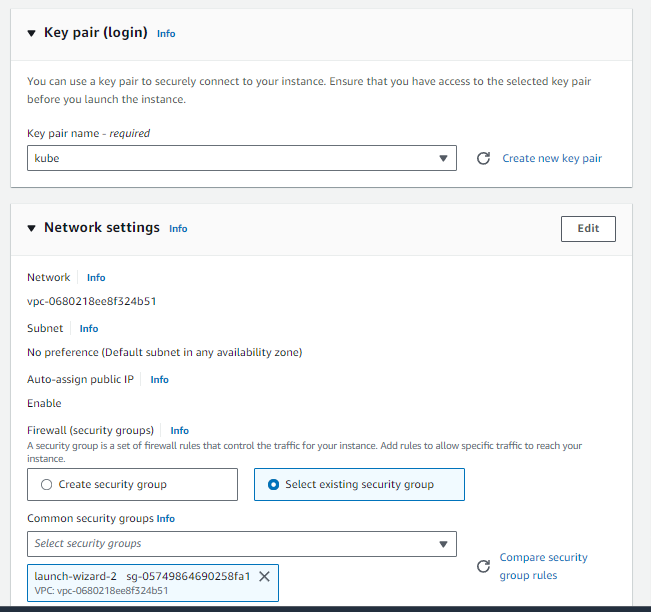 Key pair (login) Info
You can use a key pair to securely connect to your instance. Ensure that you have access to the selected key pair
before you launch the instance.
Key pair name - required
kube
Create new key pair
Network settings Info
Edit
Network Info
vpc-0680218ee8f324b51
Subnet Info
No preference (Default subnet in any availability zone)
Auto-assign public IP Info
Enable
Firewall (security groups) Info
A security group is a set of firewall rules that control the traffic for your instance. Add rules to allow specific traffic to reach your
instance.
Create security group
Select existing security group
Common security groups Info
Select security groups
Compare security
group rules
launch-wizard-2 sg-05749864690258fa1
VPC: vpc-0680218ee8f324b51